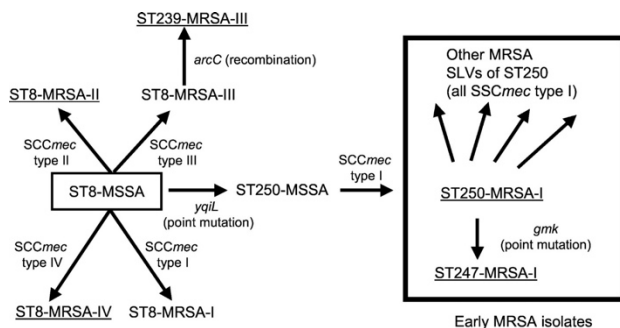 ST239-MRSA-III
arcC (recombination)
ST8-MRSA-II
ST8-MRSA-III
SCCmec
type II
SCCmec
type III
ST8-MSSA
yqiL
(point mutation)
ST250-MSSA
SCCmec
type I
SCCmec
type IV
SCCmec
type I
ST8-MRSA-IV
ST8-MRSA-I
Other MRSA
SLVs of ST250
(all SSCmec type I)
ST250-MRSA-I
gmk
(point mutation)
ST247-MRSA-I
Early MRSA isolates